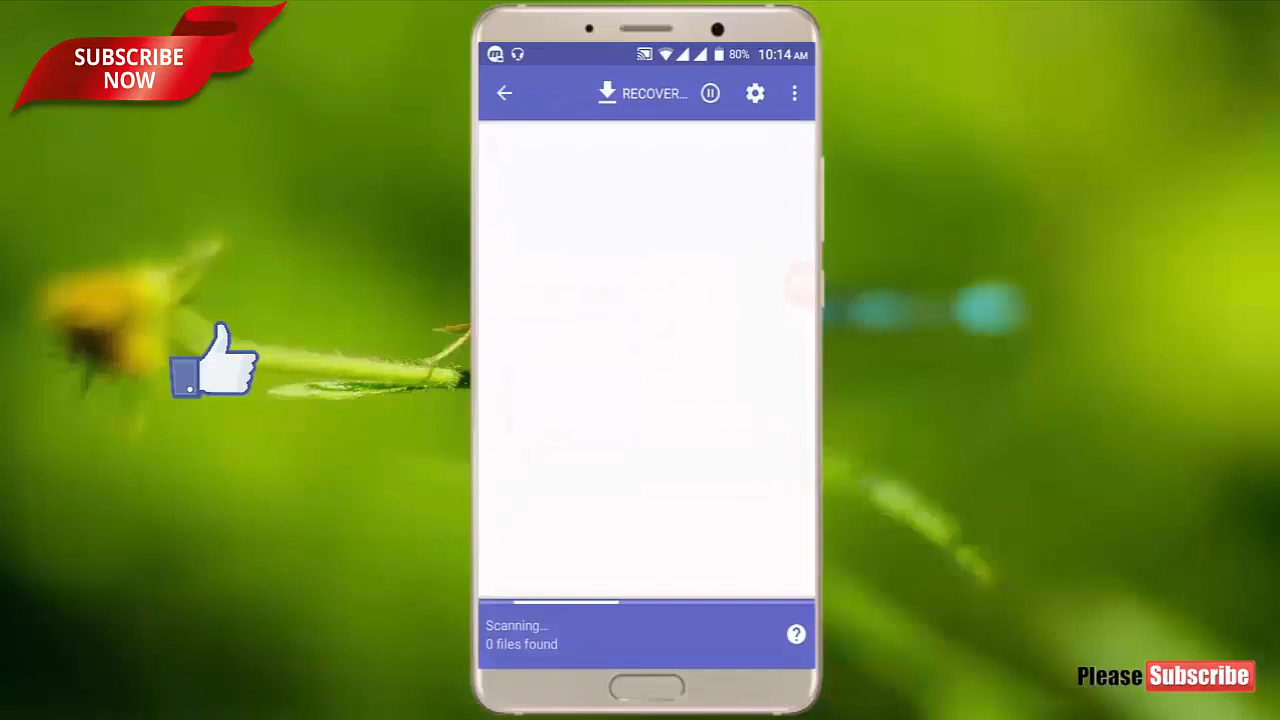 SUBSCRIBE
NOW
80% 10:14 AM
RECOVER...
Scanning...
0 files found
?
Please Subscribe